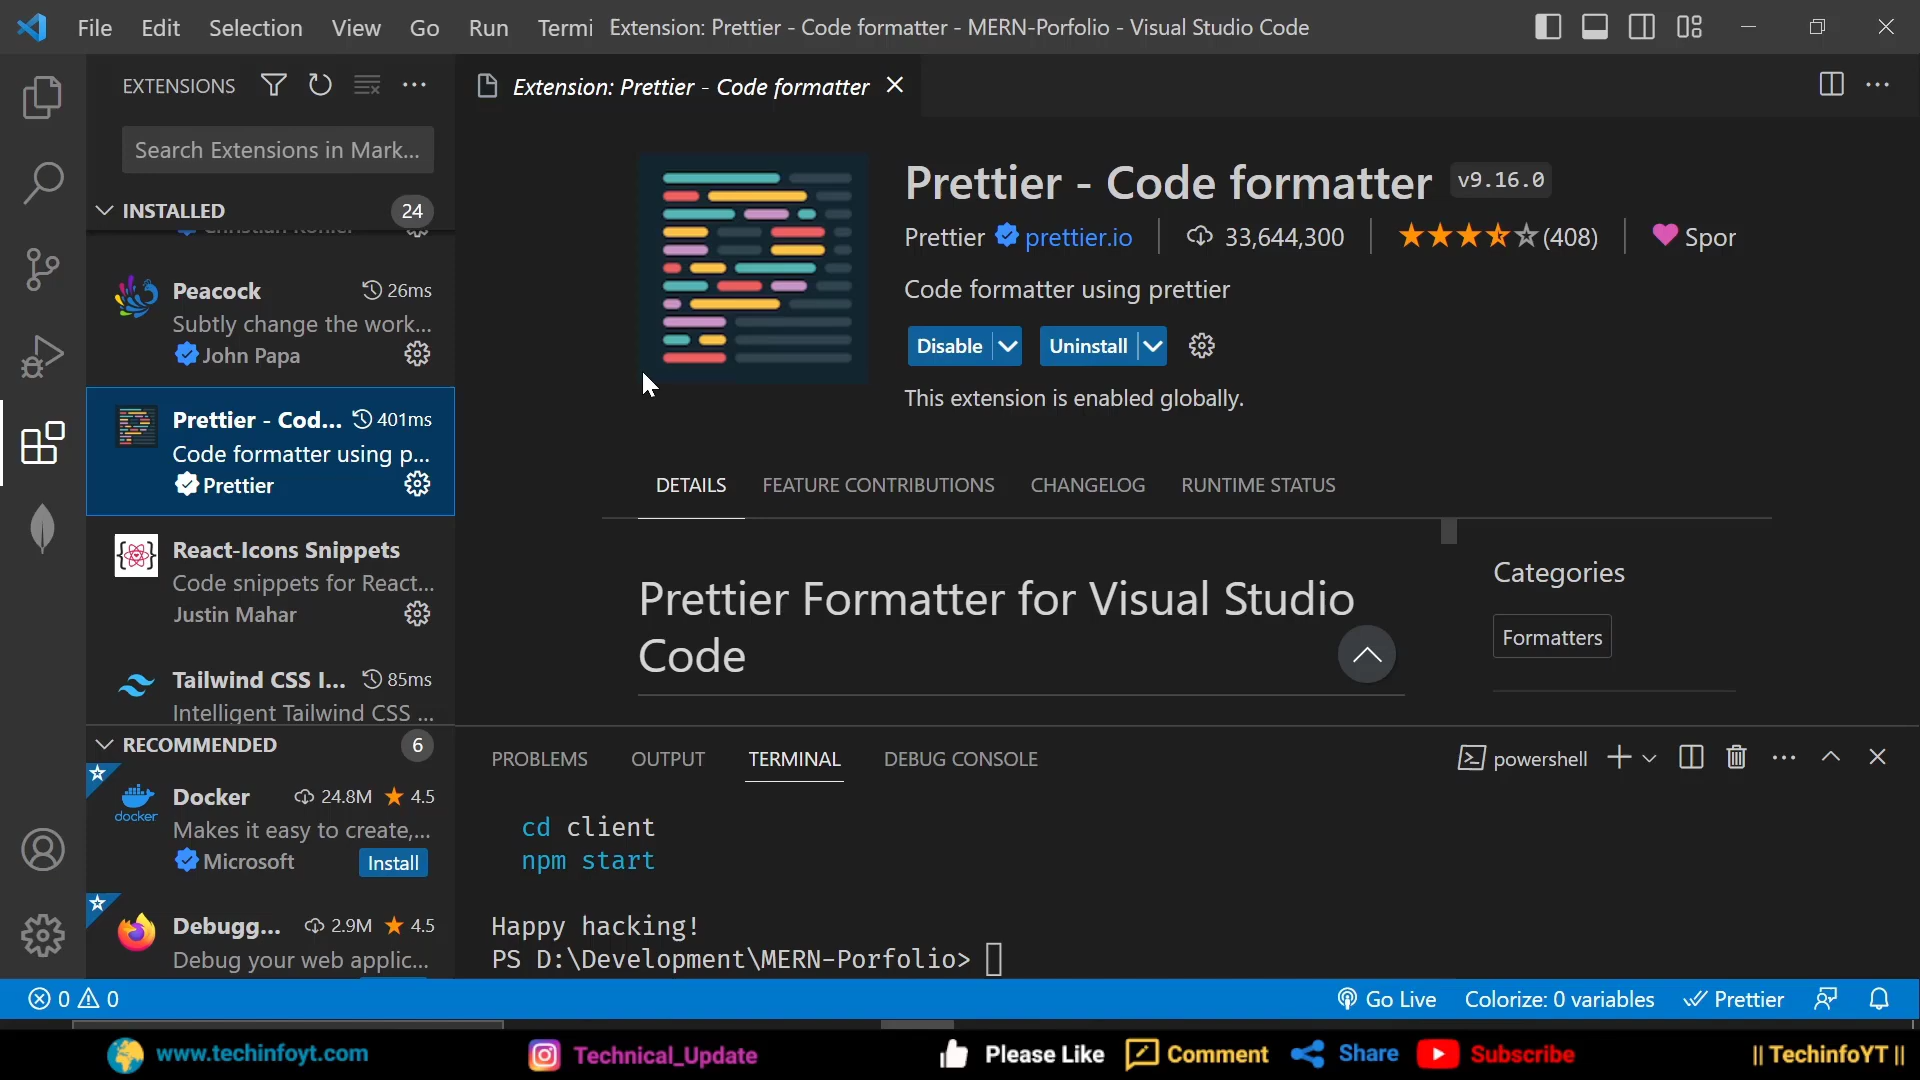 File Edit Selection View Go Run Termi Extension: Prettier - Code formatter - MERN-Porfolio - Visual Studio Code
EXTENSIONS
Search Extensions in Mark...
INSTALLED 24
Peacock 26ms
Subtly change the work...
John Papa
Prettier - Cod... 401ms
Code formatter using p...
Prettier
React-Icons Snippets
Code snippets for React...
Justin Mahar
Tailwind CSS I... 85ms
Intelligent Tailwind CSS ...
RECOMMENDED 6
docker
Docker 24.8M 4.5
Makes it easy to create,...
Microsoft Install
Debugg... 2.9M 4.5
Debug your web applic...
Extension: Prettier - Code formatter
Prettier - Code formatter v9.16.0
Prettier prettier.io 33,644,300 (408) Spor
Code formatter using prettier
Disable Uninstall
This extension is enabled globally.
DETAILS FEATURE CONTRIBUTIONS CHANGELOG RUNTIME STATUS
Prettier Formatter for Visual Studio
Code
Categories
Formatters
PROBLEMS OUTPUT TERMINAL DEBUG CONSOLE powershell
cd client
npm start
Happy hacking!
PS D:\Development\MERN-Porfolio>
0 0 Go Live Colorize: 0 variables Prettier
www.techinfoyt.com Technical_Update Please Like Comment Share Subscribe || TechinfoYT ||